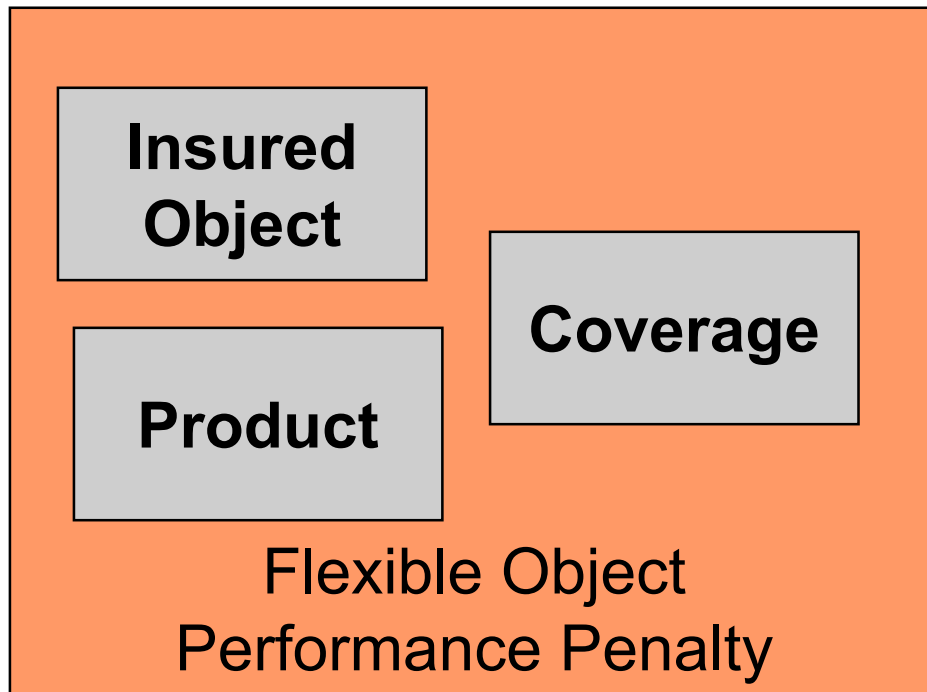 Insured
Object
Coverage
Product
Flexible Object
Performance Penalty